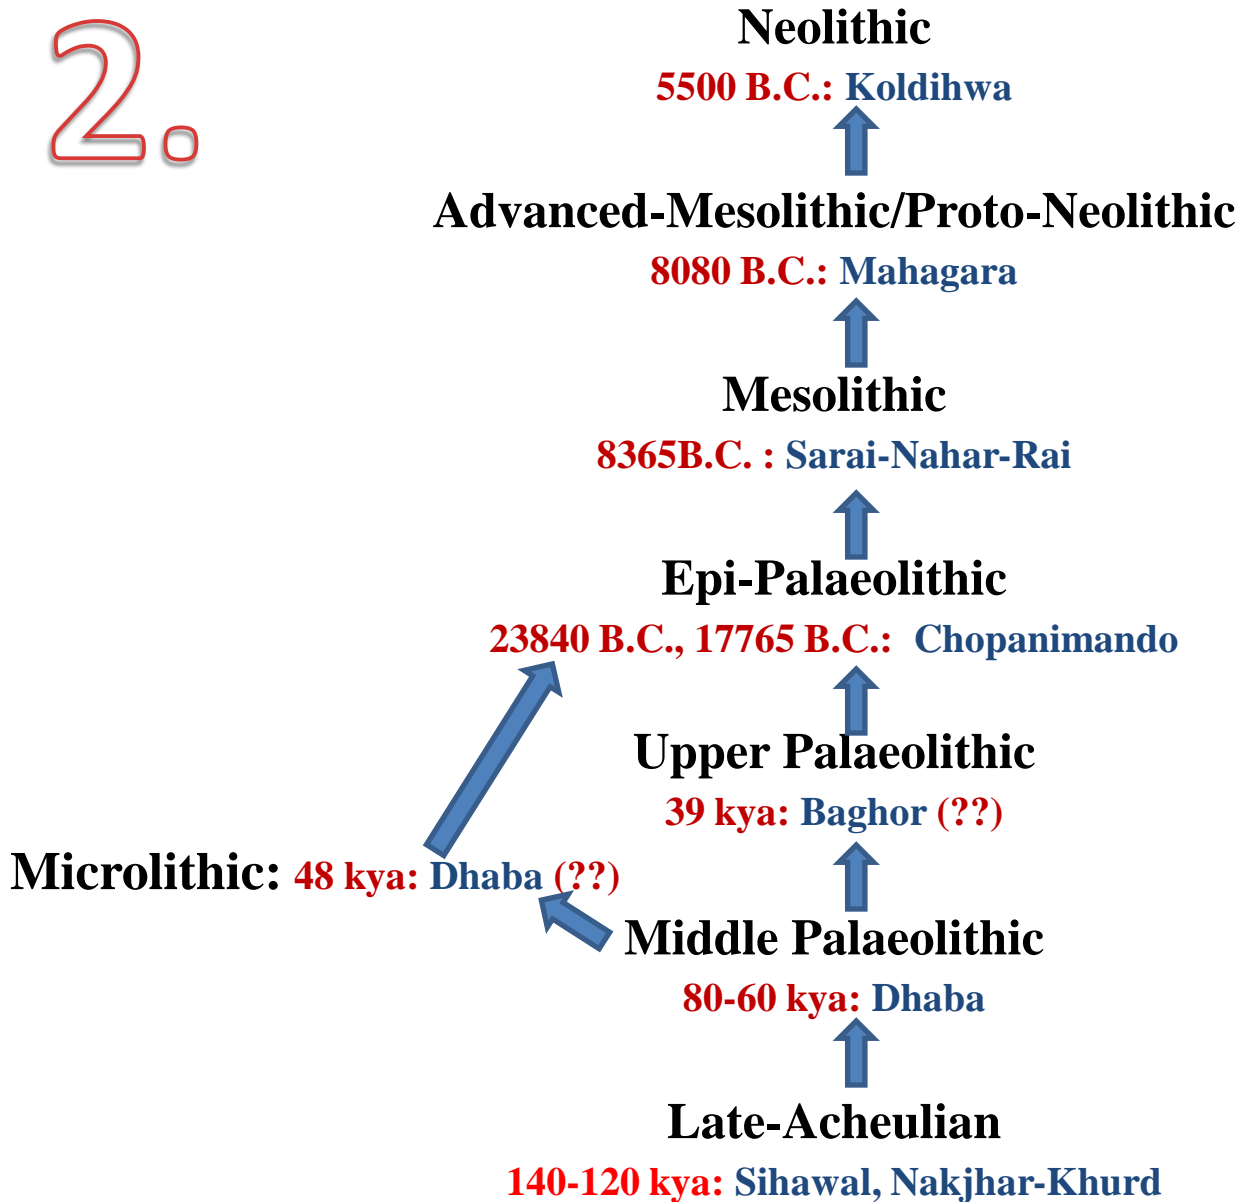 2.
Neolithic
5500 B.C.: Koldihwa
Advanced-Mesolithic/Proto-Neolithic
8080 B.C.: Mahagara
Mesolithic
8365B.C. : Sarai-Nahar-Rai
Epi-Palaeolithic
23840 B.C., 17765 B.C.: Chopanimando
Upper Palaeolithic
39 kya: Baghor (??)
Microlithic: 48 kya: Dhaba (??)
Middle Palaeolithic
80-60 kya: Dhaba
Late-Acheulian
140-120 kya: Sihawal, Nakjhar-Khurd